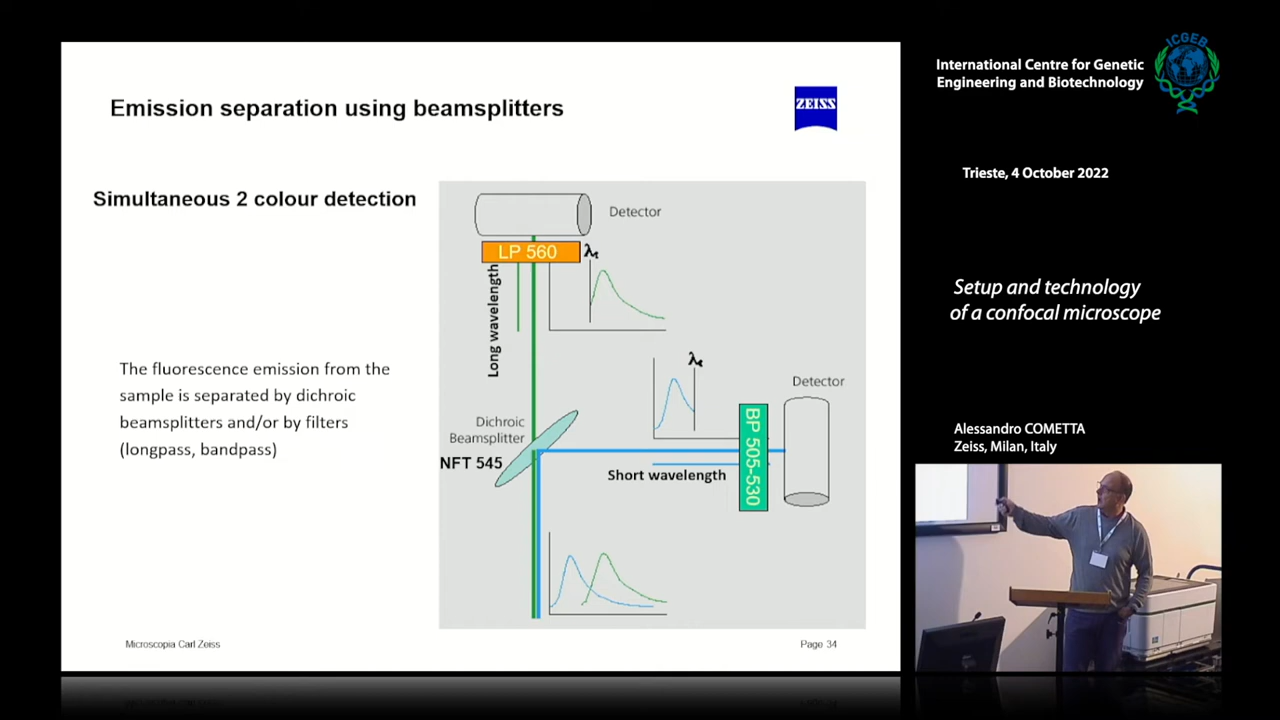 Emission separation using beamsplitters
ZEISS
Simultaneous 2 colour detection
The fluorescence emission from the
sample is separated by dichroic
beamsplitters and/or by filters
(longpass, bandpass)
Detector
LP 560
Long wavelength
Dichroic
Beamsplitter
NFT 545
Detector
BP 505-530
Short wavelength
Microscopia Carl Zeiss
Page 34
International Centre for Genetic
Engineering and Biotechnology
ICGEB
Trieste, 4 October 2022
Setup and technology
of a confocal microscope
Alessandro COMETTA
Zeiss, Milan, Italy